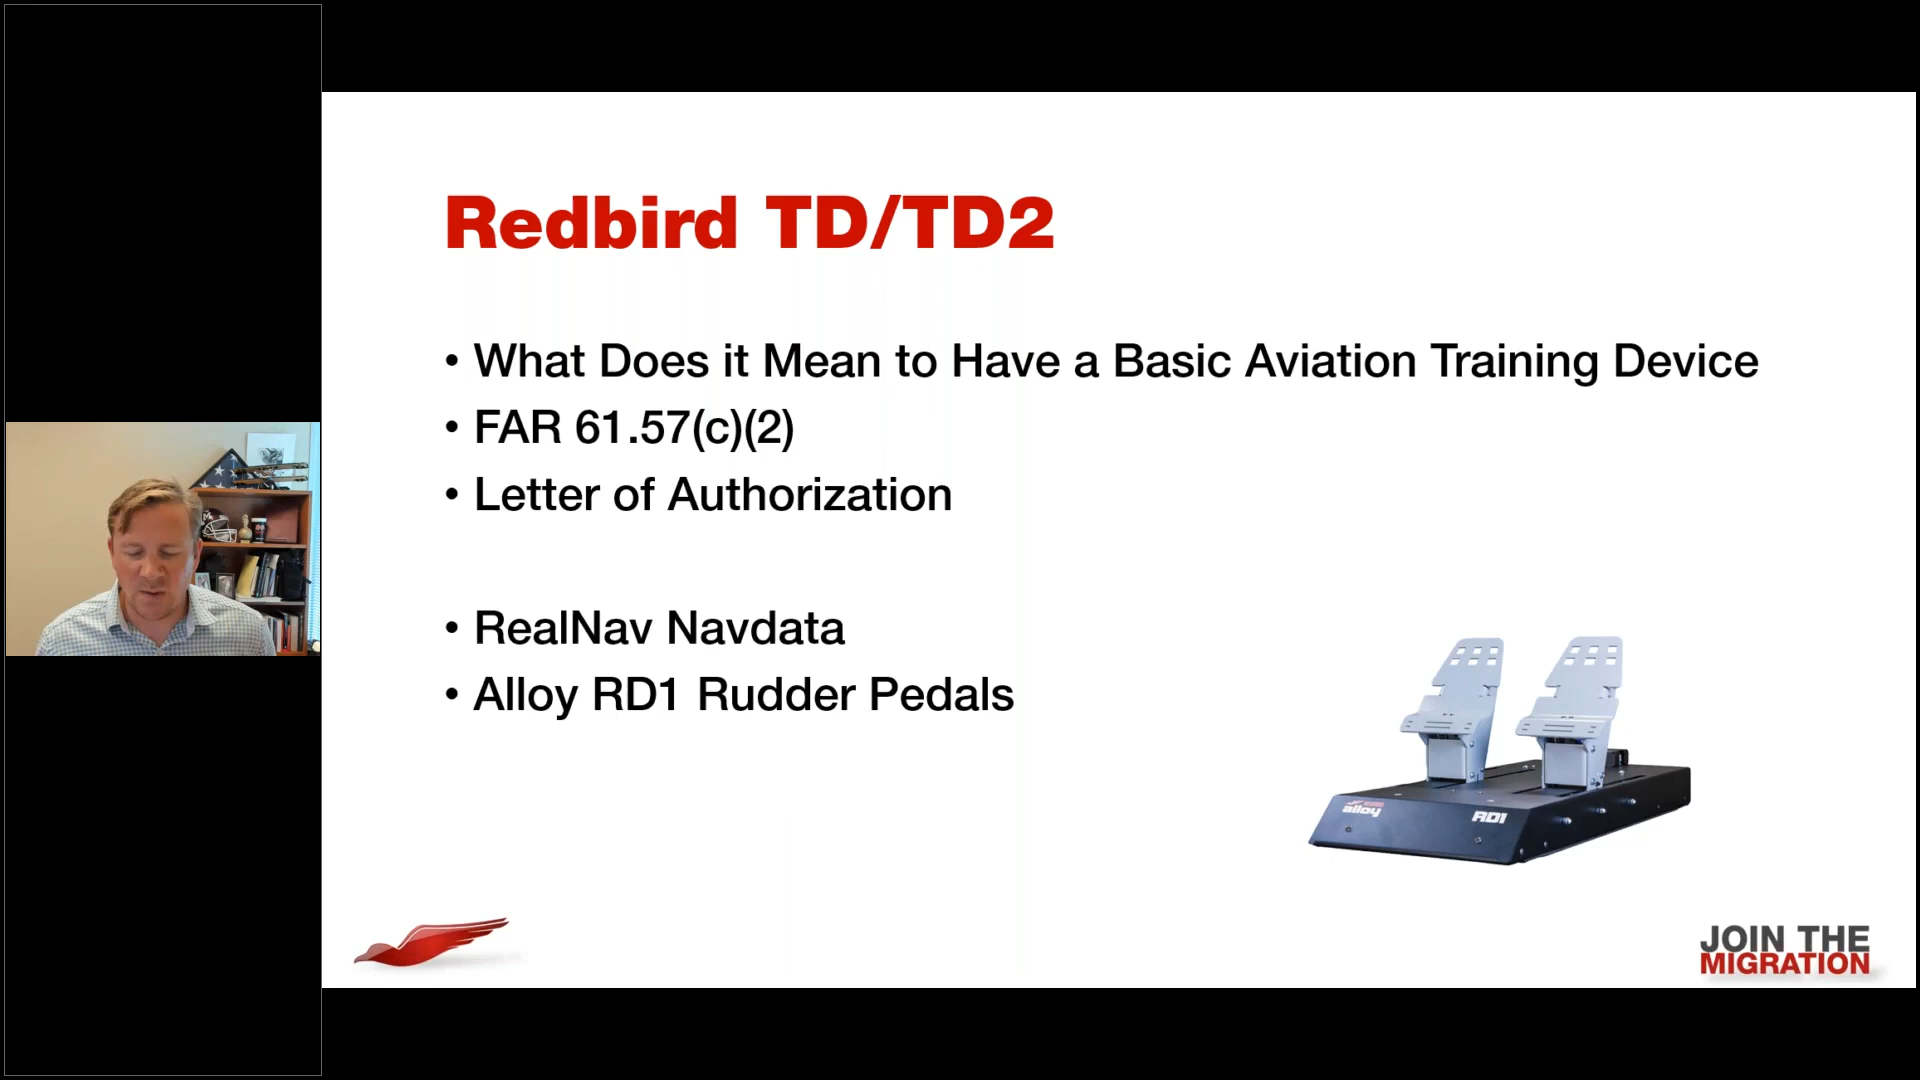 Redbird TD/TD2
• What Does it Mean to Have a Basic Aviation Training Device
• FAR 61.57(c)(2)
• Letter of Authorization
• RealNav Navdata
• Alloy RD1 Rudder Pedals
alloy
RD1
JOIN THE
MIGRATION